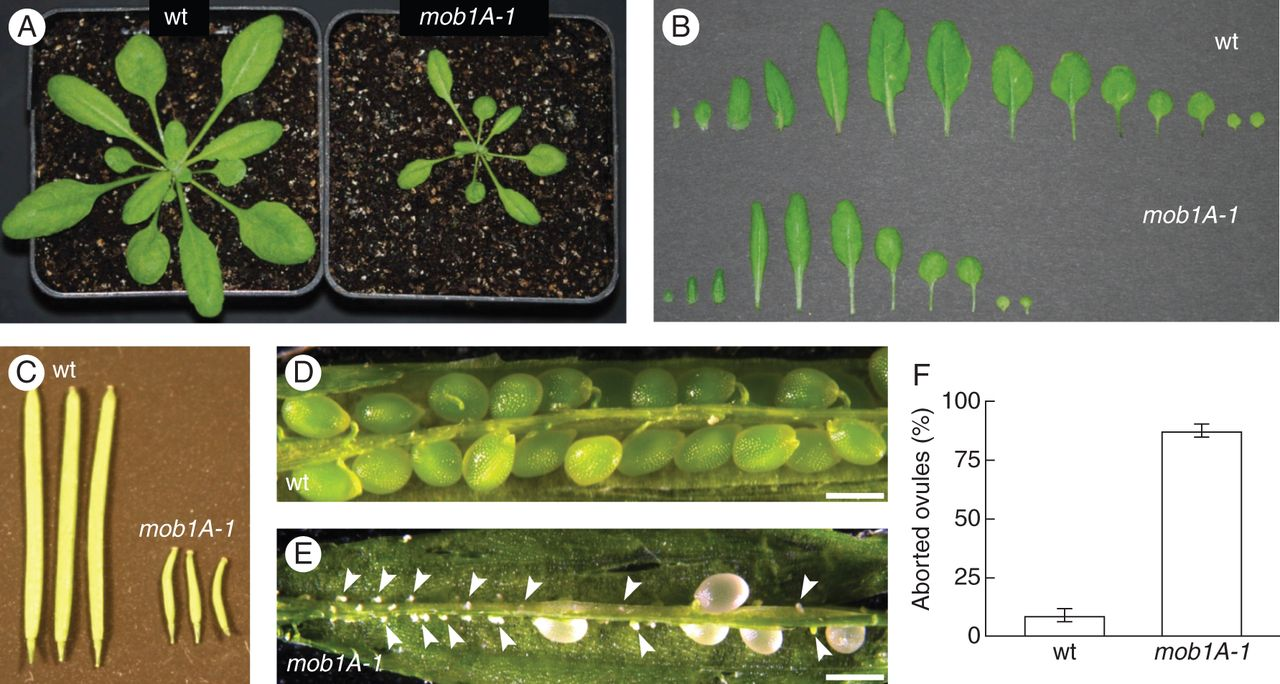 A
wt
mob1A-1
B
wt
mob1A-1
C
wt
mob1A-1
D
wt
E
mob1A-1
F
Aborted ovules (%)
100
75
50
25
0
wt
mob1A-1